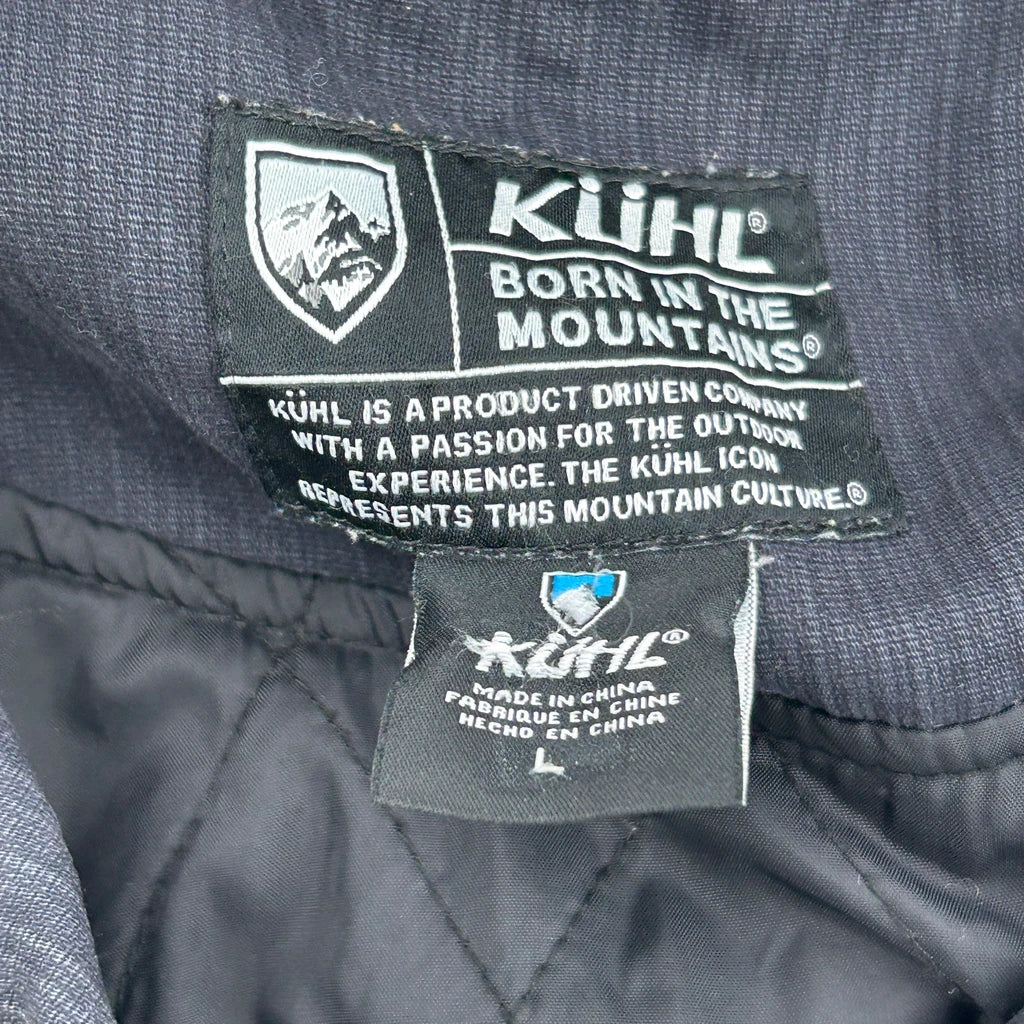 KÜHL®
BORN IN THE
MOUNTAINS®
KÜHL IS A PRODUCT DRIVEN COMPANY
WITH A PASSION FOR THE OUTDOOR
EXPERIENCE. THE KÜHL ICON
REPRESENTS THIS MOUNTAIN CULTURE.®
KÜHL®
MADE IN CHINA
FABRIQUÉ EN CHINE
HECHO EN CHINA
L